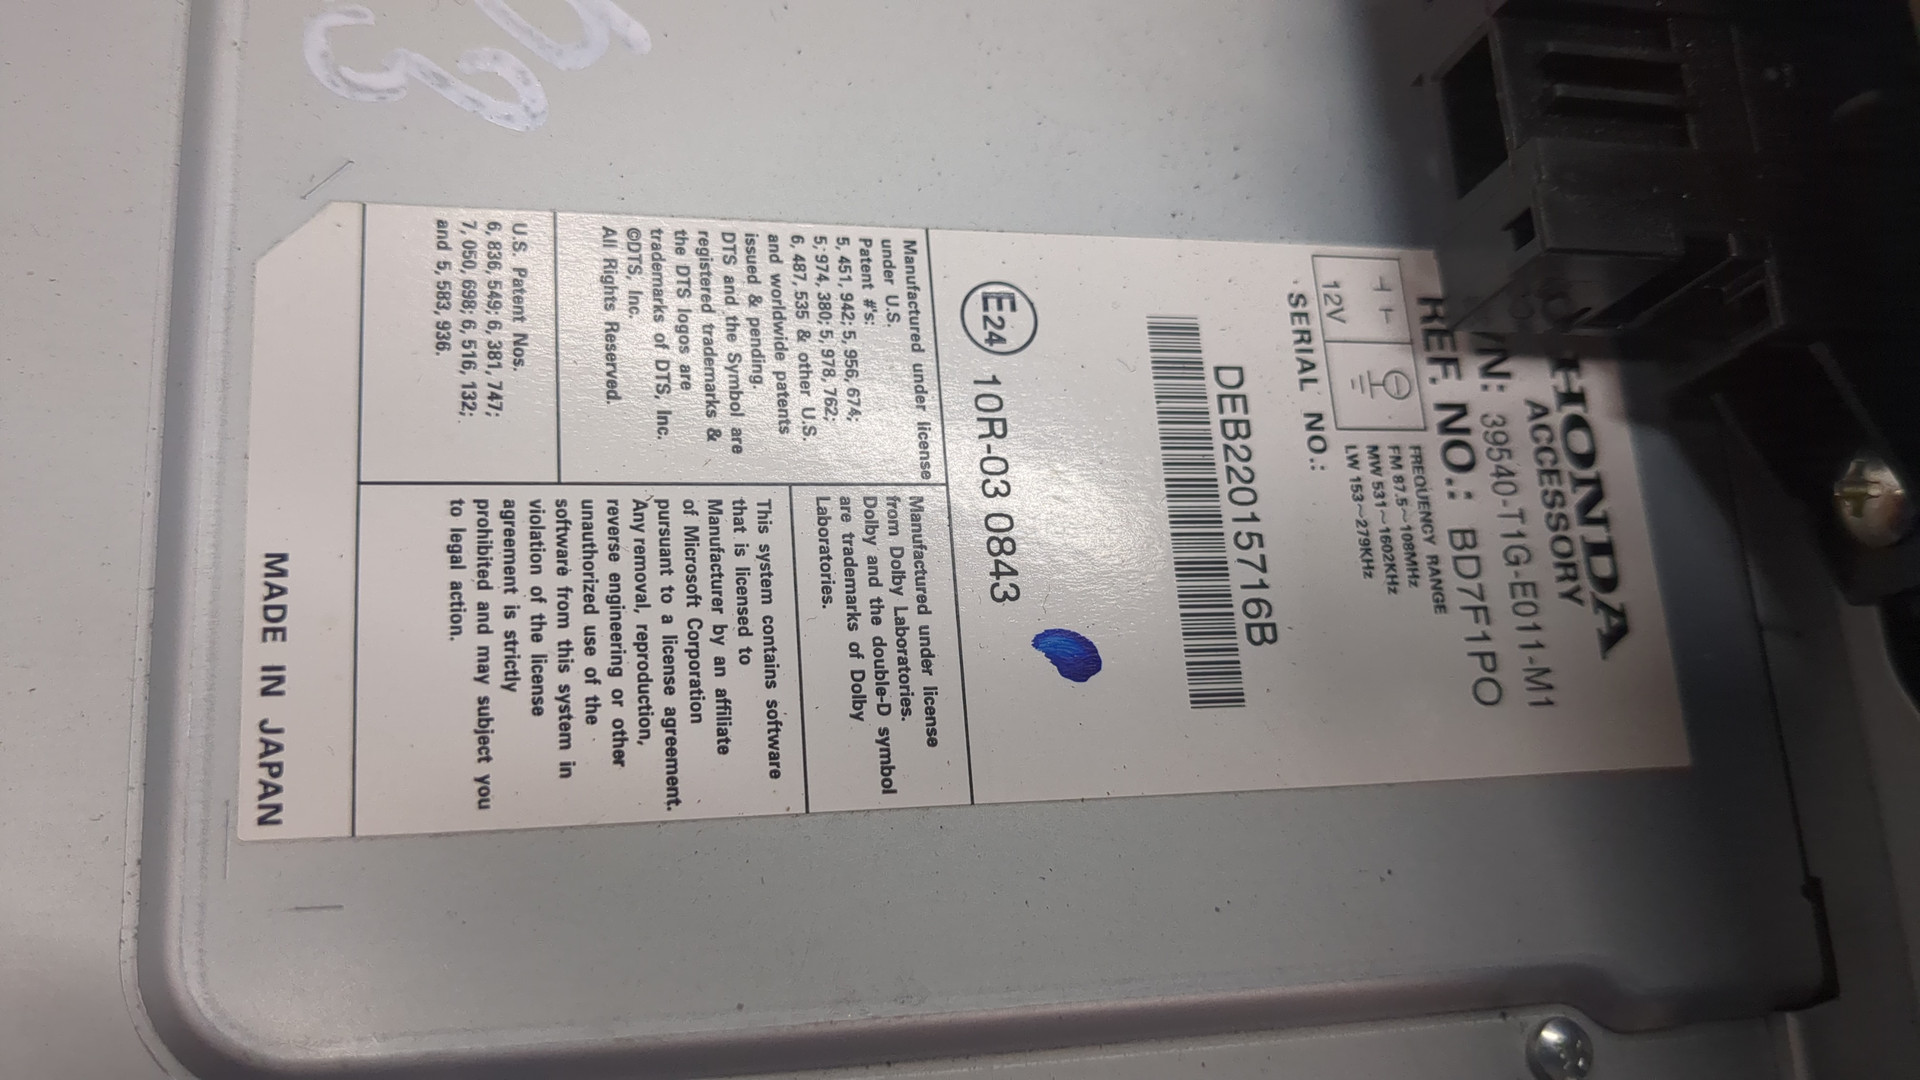 HONDA
ACCESSORY
/N: 39540-T1G-E011-M1
REF. NO.: BD7F1PO
FREQUENCY RANGE
FM 87.5~108MHz
MW 531~1602KHz
LW 153~279KHz
12V
SERIAL NO.:
DEB22015716B
E24 10R-03 0843
Manufactured under license
under U.S.
Patent #'s:
5, 451, 942; 5, 956, 674;
5, 974, 380; 5, 978, 762;
6, 487, 535 & other U.S.
and worldwide patents
issued & pending.
DTS and the Symbol are
registered trademarks &
the DTS logos are
trademarks of DTS, Inc.
©DTS, Inc.
All Rights Reserved.
U.S. Patent Nos.
6, 836, 549; 6, 381, 747;
7, 050, 698; 6, 516, 132;
and 5, 583, 936.
Manufactured under license
from Dolby Laboratories.
Dolby and the double-D symbol
are trademarks of Dolby
Laboratories.
This system contains software
that is licensed to
Manufacturer by an affiliate
of Microsoft Corporation
pursuant to a license agreement.
Any removal, reproduction,
reverse engineering or other
unauthorized use of the
software from this system in
violation of the license
agreement is strictly
prohibited and may subject you
to legal action.
MADE IN JAPAN